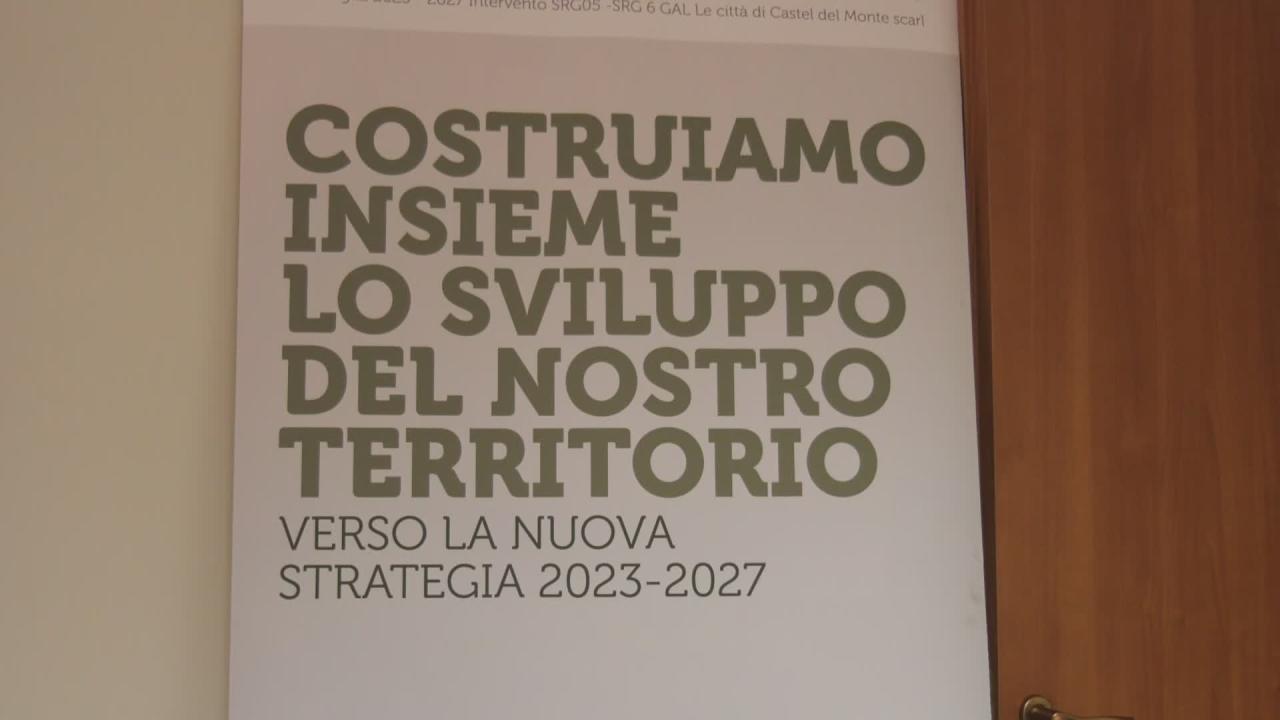 2027 Intervento SRG05 -SRG 6 GAL Le città di Castel del Monte scarl
COSTRUIAMO
INSIEME
LO SVILUPPO
DEL NOSTRO
TERRITORIO
VERSO LA NUOVA
STRATEGIA 2023-2027